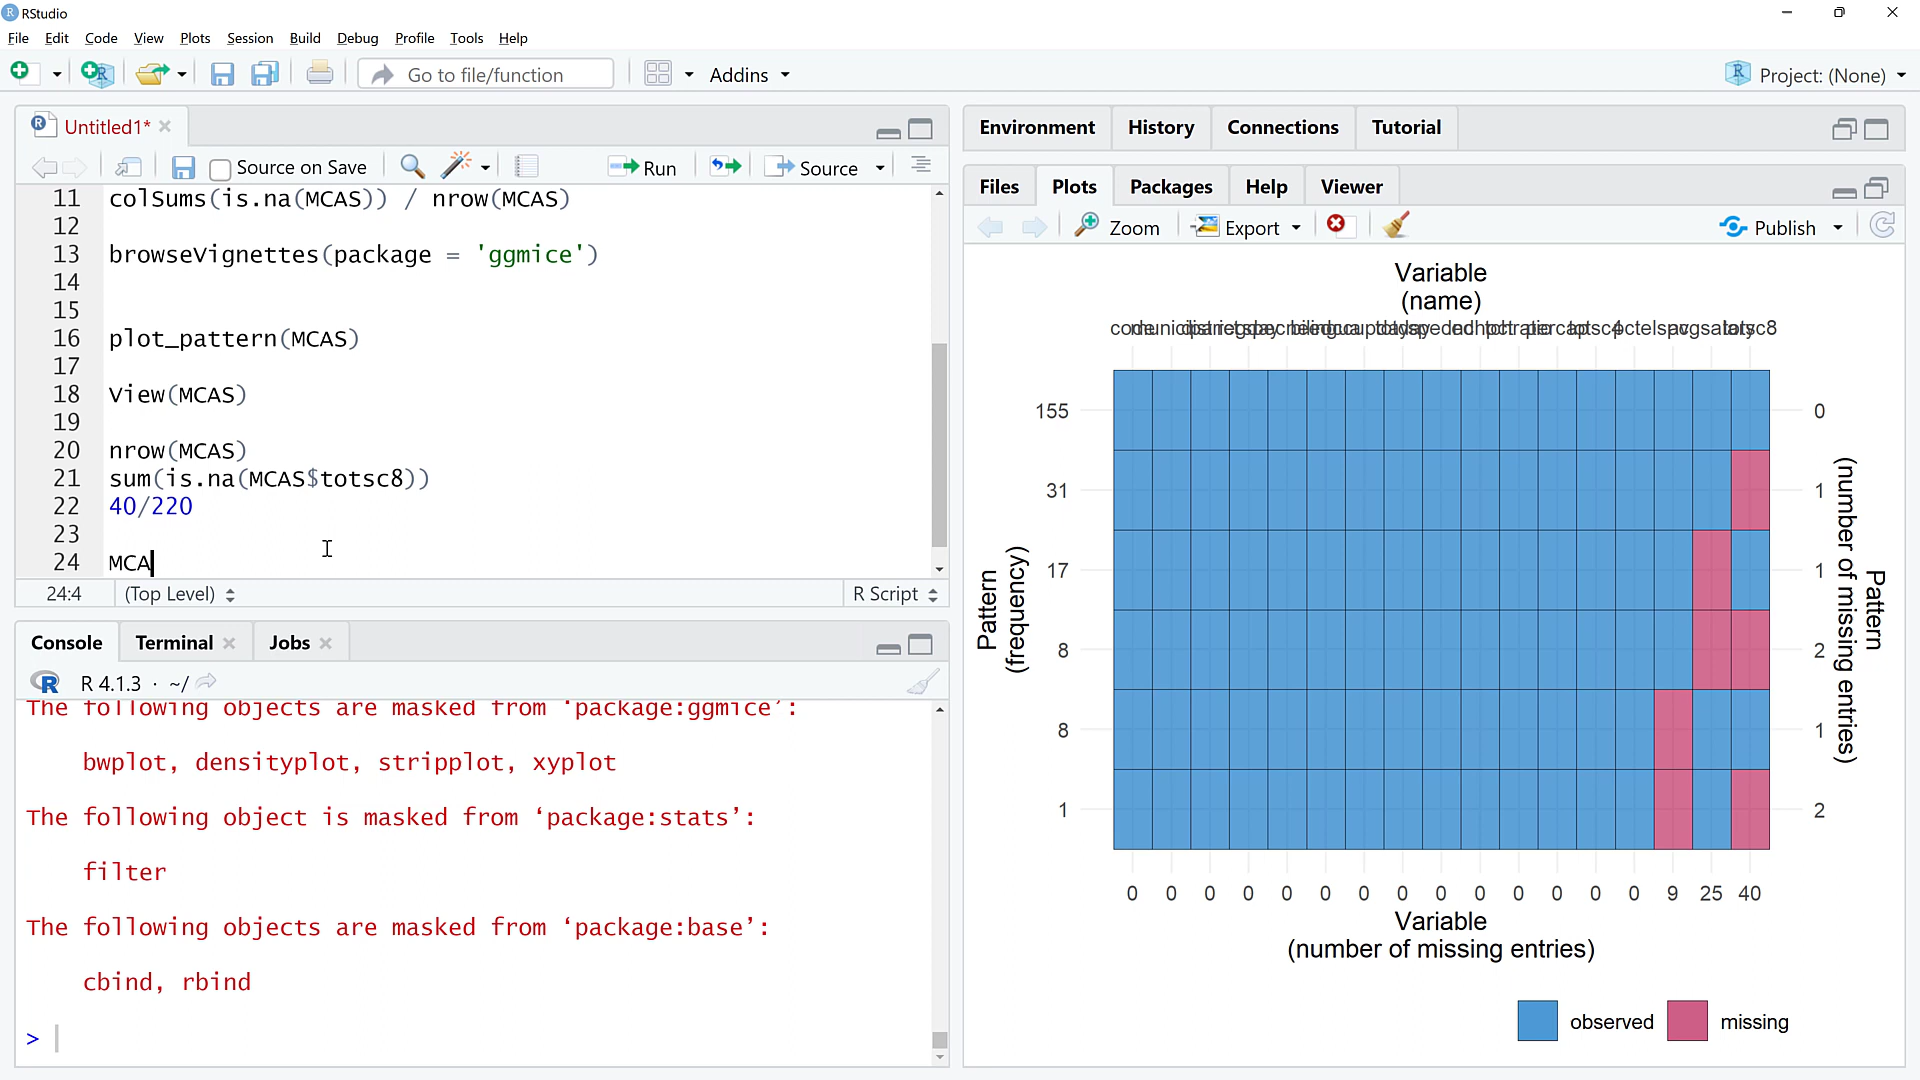 RStudio
File Edit Code View Plots Session Build Debug Profile Tools Help
Go to file/function Addins Project: (None)
Untitled1*
Source on Save Run Source
11 colSums(is.na(MCAS)) / nrow(MCAS)
12
13 browseVignettes(package = 'ggmice')
14
15
16 plot_pattern(MCAS)
17
18 View(MCAS)
19
20 nrow(MCAS)
21 sum(is.na(MCAS$totsc8))
22 40/220
23
24 MCA
24:4 (Top Level) R Script
Console Terminal Jobs
R 4.1.3 · ~/
The following objects are masked from ‘package:ggmice’:
bwplot, densityplot, stripplot, xyplot
The following object is masked from ‘package:stats’:
filter
The following objects are masked from ‘package:base’:
cbind, rbind
>
Environment History Connections Tutorial
Files Plots Packages Help Viewer
Zoom Export Publish
Variable
(name)
totsc8
155 0
31 1
17 1
8 2
8 1
1 2
Pattern
(frequency)
Pattern
(number of missing entries)
0 0 0 0 0 0 0 0 0 0 0 0 0 0 9 25 40
Variable
(number of missing entries)
observed missing